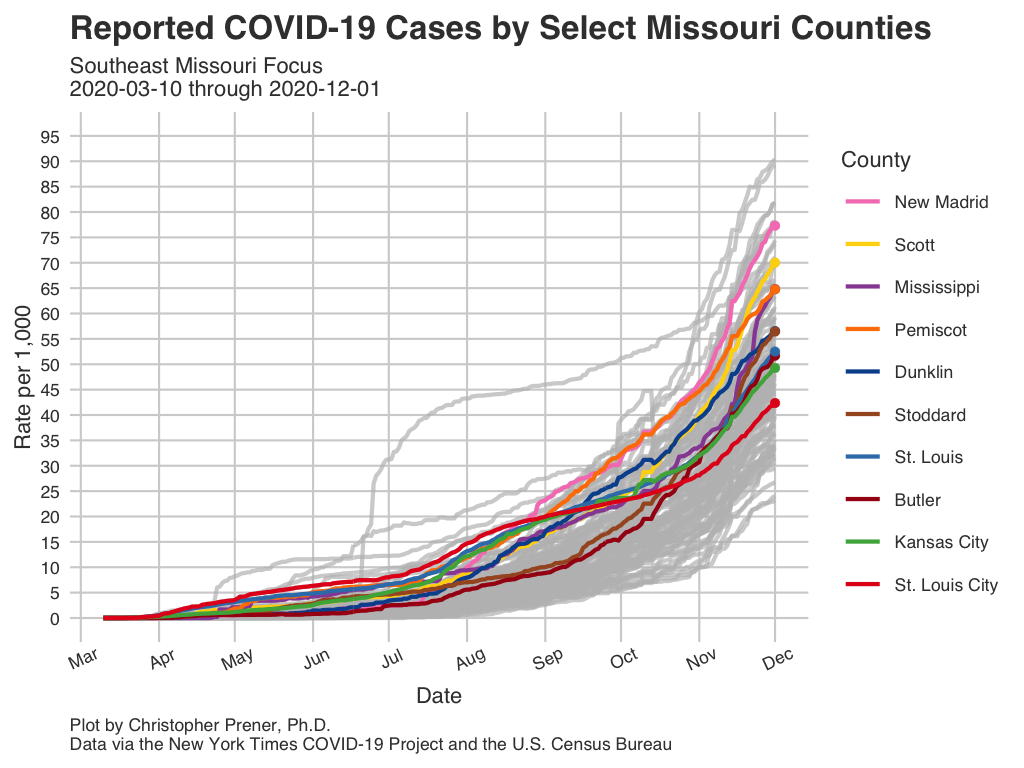 Reported COVID-19 Cases by Select Missouri Counties
Southeast Missouri Focus
2020-03-10 through 2020-12-01
95
90
85
80
75
70
65
60
55
50
45
40
35
30
25
20
15
10
5
0
Rate per 1,000
Mar
Apr
May
Jun
Jul
Aug
Sep
Oct
Nov
Dec
Date
County
New Madrid
Scott
Mississippi
Pemiscot
Dunklin
Stoddard
St. Louis
Butler
Kansas City
St. Louis City
Plot by Christopher Prener, Ph.D.
Data via the New York Times COVID-19 Project and the U.S. Census Bureau